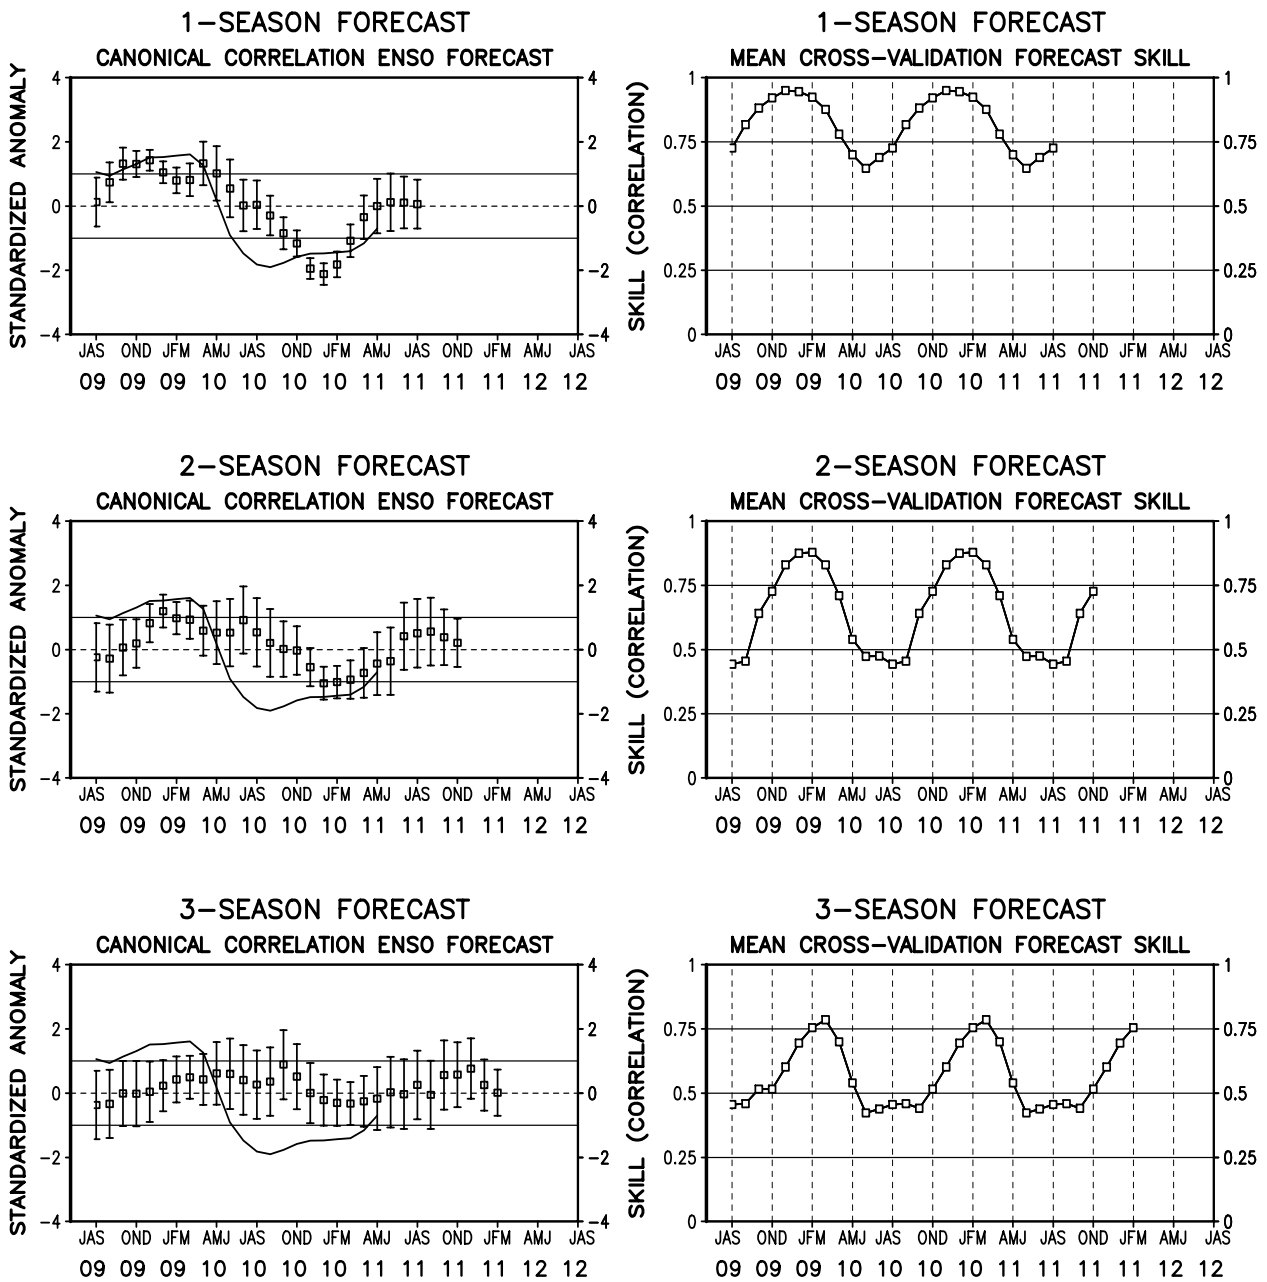 1-SEASON FORECAST
CANONICAL CORRELATION ENSO FORECAST
STANDARDIZED ANOMALY
4 2 0 -2 -4
4 2 0 -2 -4
JAS OND JFM AMJ JAS OND JFM AMJ JAS OND JFM AMJ JAS
09 09 09 10 10 10 10 11 11 11 11 12 12
1-SEASON FORECAST
MEAN CROSS-VALIDATION FORECAST SKILL
SKILL (CORRELATION)
1 0.75 0.5 0.25 0
1 0.75 0.5 0.25 0
JAS OND JFM AMJ JAS OND JFM AMJ JAS OND JFM AMJ JAS
09 09 09 10 10 10 10 11 11 11 11 12 12
2-SEASON FORECAST
CANONICAL CORRELATION ENSO FORECAST
STANDARDIZED ANOMALY
4 2 0 -2 -4
4 2 0 -2 -4
JAS OND JFM AMJ JAS OND JFM AMJ JAS OND JFM AMJ JAS
09 09 09 10 10 10 10 11 11 11 11 12 12
2-SEASON FORECAST
MEAN CROSS-VALIDATION FORECAST SKILL
SKILL (CORRELATION)
1 0.75 0.5 0.25 0
1 0.75 0.5 0.25 0
JAS OND JFM AMJ JAS OND JFM AMJ JAS OND JFM AMJ JAS
09 09 09 10 10 10 10 11 11 11 11 12 12
3-SEASON FORECAST
CANONICAL CORRELATION ENSO FORECAST
STANDARDIZED ANOMALY
4 2 0 -2 -4
4 2 0 -2 -4
JAS OND JFM AMJ JAS OND JFM AMJ JAS OND JFM AMJ JAS
09 09 09 10 10 10 10 11 11 11 11 12 12
3-SEASON FORECAST
MEAN CROSS-VALIDATION FORECAST SKILL
SKILL (CORRELATION)
1 0.75 0.5 0.25 0
1 0.75 0.5 0.25 0
JAS OND JFM AMJ JAS OND JFM AMJ JAS OND JFM AMJ JAS
09 09 09 10 10 10 10 11 11 11 11 12 12